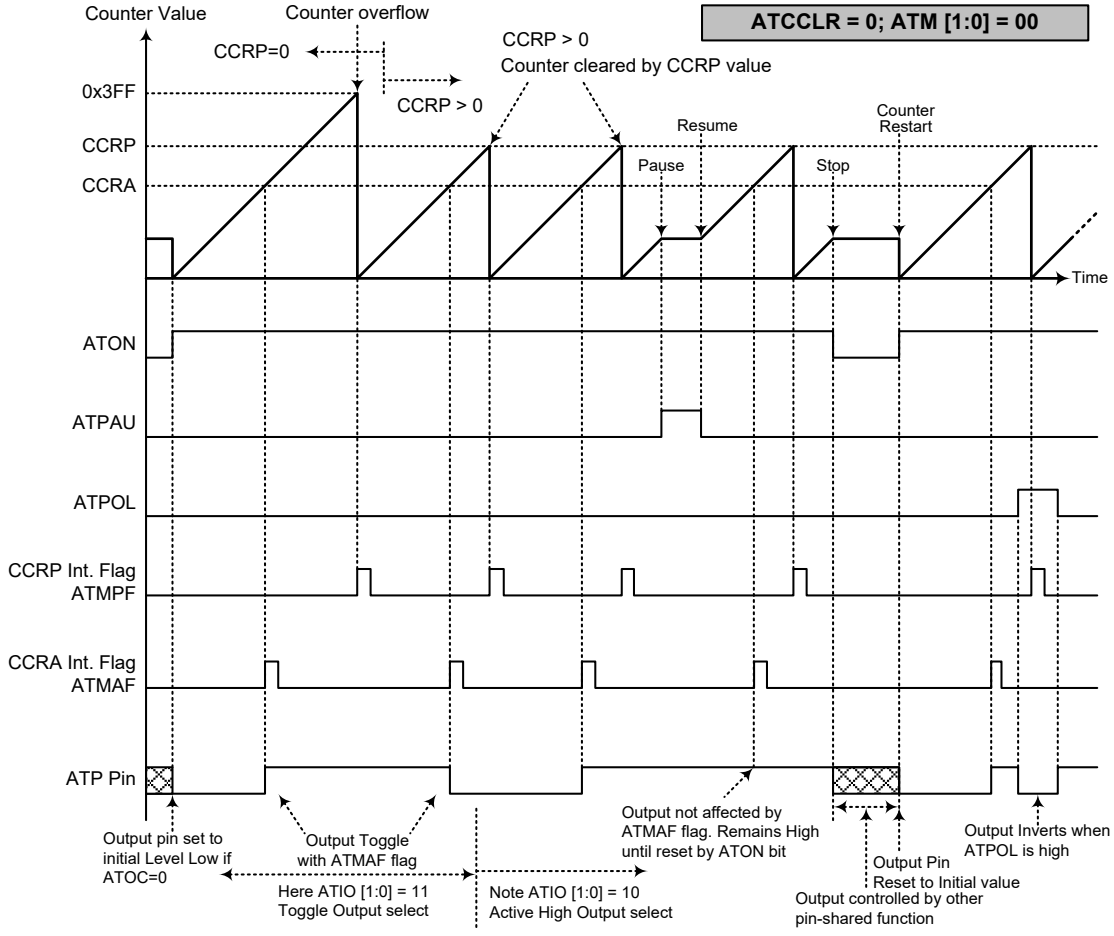 Counter Value
Counter overflow
ATCCLR = 0; ATM [1:0] = 00
CCRP=0
CCRP > 0
CCRP > 0
Counter cleared by CCRP value
0x3FF
CCRP
CCRA
Pause
Resume
Stop
Counter
Restart
Time
ATON
ATPAU
ATPOL
CCRP Int. Flag
ATMPF
CCRA Int. Flag
ATMAF
ATP Pin
Output pin set to
initial Level Low if
ATOC=0
Output Toggle
with ATMAF flag
Here ATIO [1:0] = 11
Toggle Output select
Note ATIO [1:0] = 10
Active High Output select
Output not affected by
ATMAF flag. Remains High
until reset by ATON bit
Output controlled by other
pin-shared function
Output Pin
Reset to Initial value
Output Inverts when
ATPOL is high